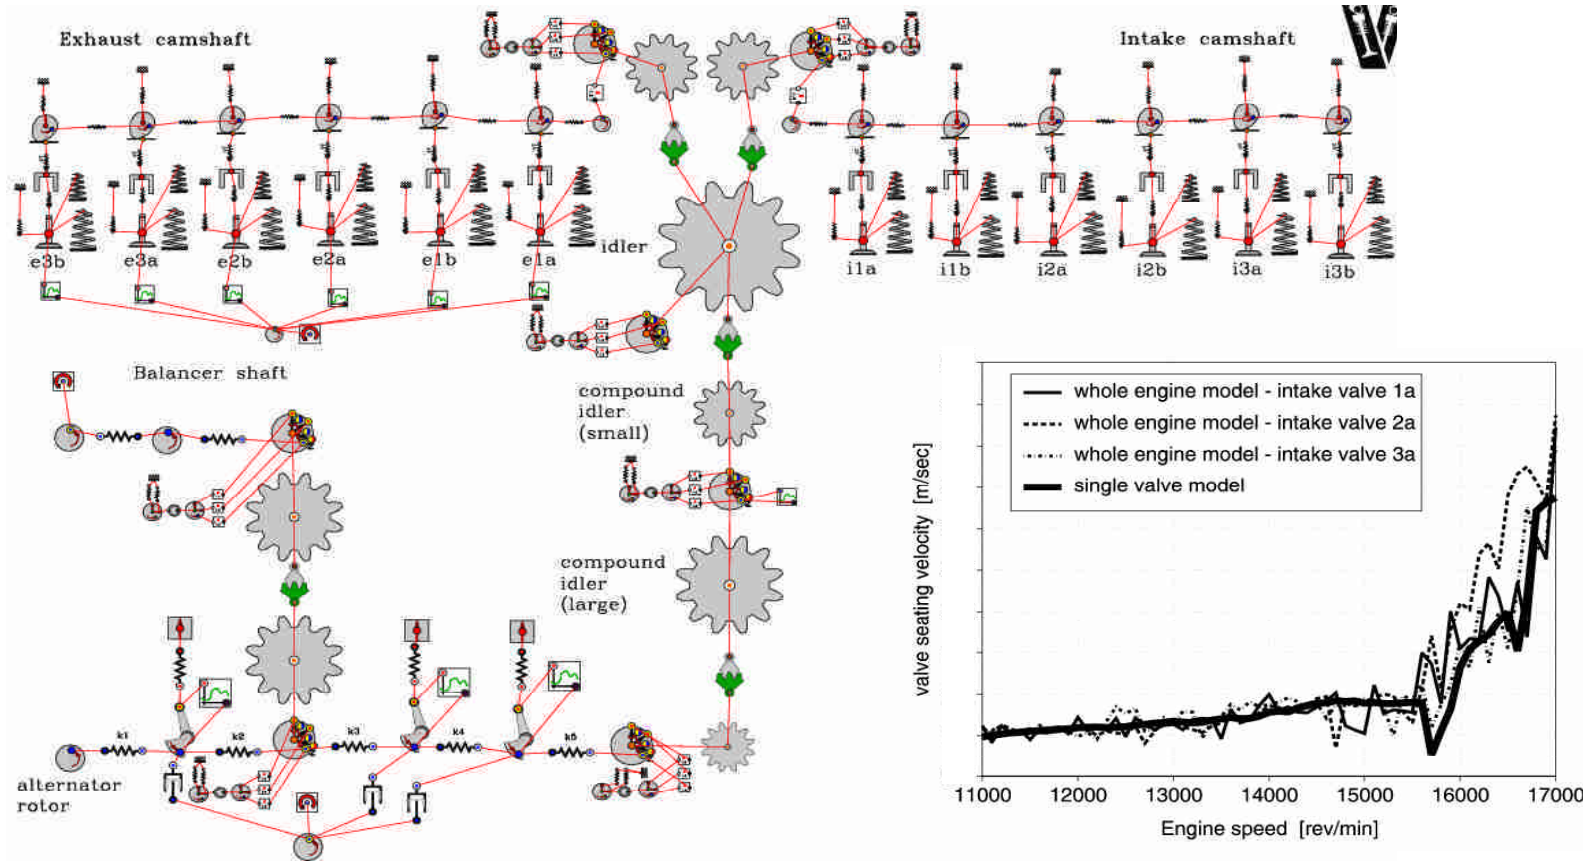 Exhaust camshaft
Intake camshaft
e3b
e3a
e2b
e2a
e1b
e1a
idler
i1a
i1b
i2a
i2b
i3a
i3b
Balancer shaft
compound
idler
(small)
compound
idler
(large)
k1
k2
k3
k4
k5
alternator
rotor
whole engine model - intake valve 1a
whole engine model - intake valve 2a
whole engine model - intake valve 3a
single valve model
valve seating velocity [m/sec]
11000 12000 13000 14000 15000 16000 17000
Engine speed [rev/min]